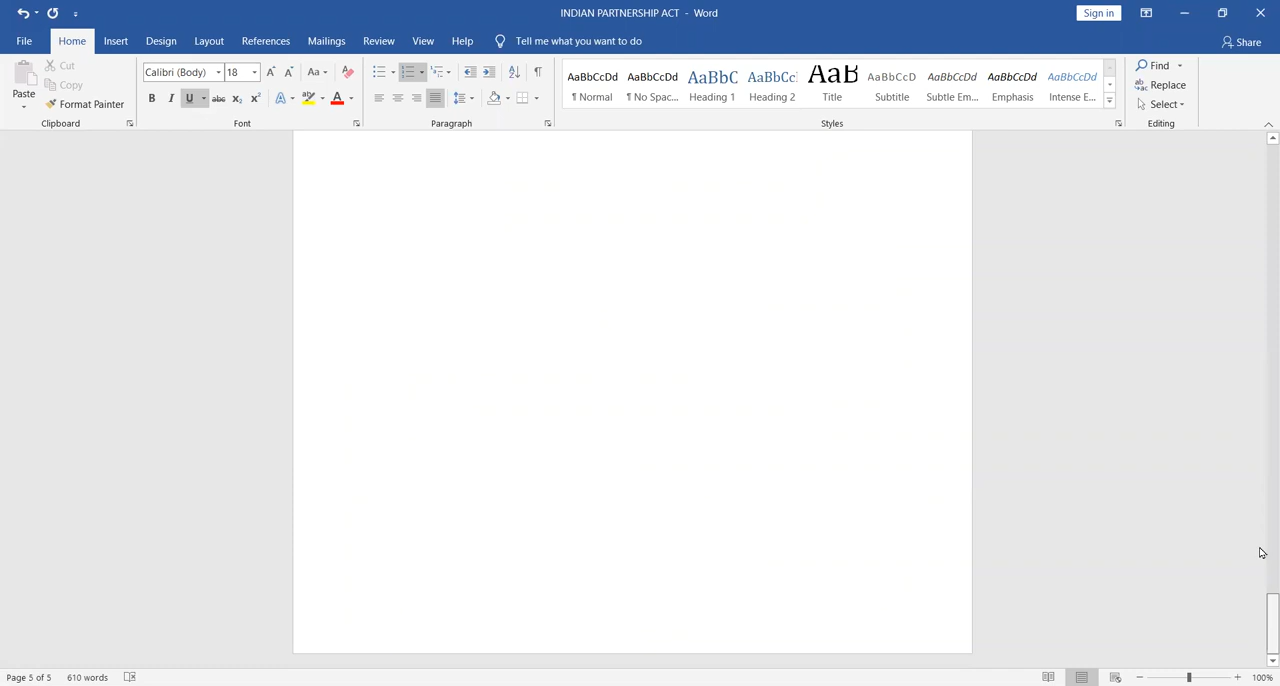 INDIAN PARTNERSHIP ACT - Word
Sign in
File Home Insert Design Layout References Mailings Review View Help Tell me what you want to do Share
Paste
Cut
Copy
Format Painter
Clipboard
Calibri (Body) 18
Font
Paragraph
AaBbCcDd AaBbCcDd AaBbC AaBbCc AaB AaBbCcD AaBbCcDd AaBbCcDd AaBbCcDd
¶ Normal ¶ No Spac... Heading 1 Heading 2 Title Subtitle Subtle Em... Emphasis Intense E...
Styles
Find
Replace
Select
Editing
Page 5 of 5 610 words 100%